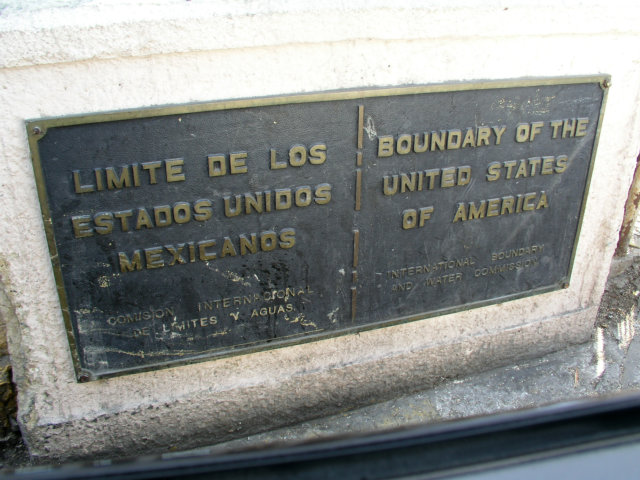 LIMITE DE LOS
ESTADOS UNIDOS
MEXICANOS
COMISION INTERNACIONAL
DE LIMITES Y AGUAS
BOUNDARY OF THE
UNITED STATES
OF AMERICA
INTERNATIONAL BOUNDARY
AND WATER COMMISSION